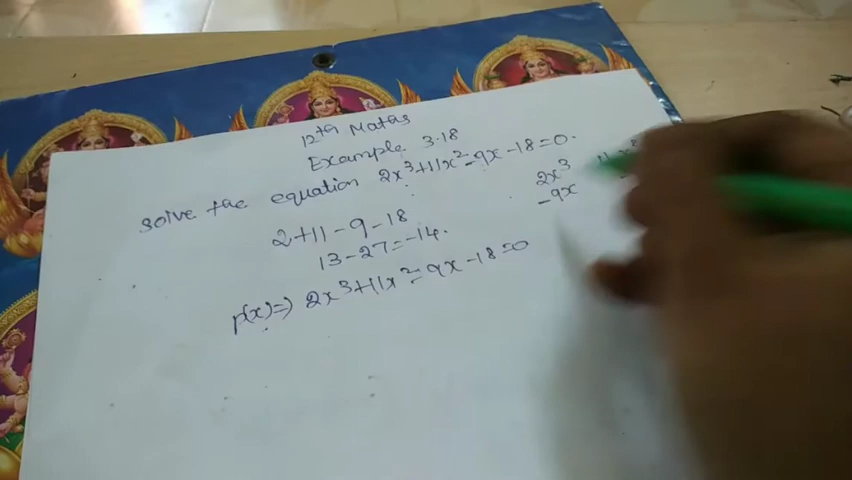 12th Maths
Example 3.18
solve the equation 2x³+11x²-9x-18=0.
2+11-9-18
13-27=-14.
p(x)=) 2x³+11x²-9x-18=0
2x³
-9x